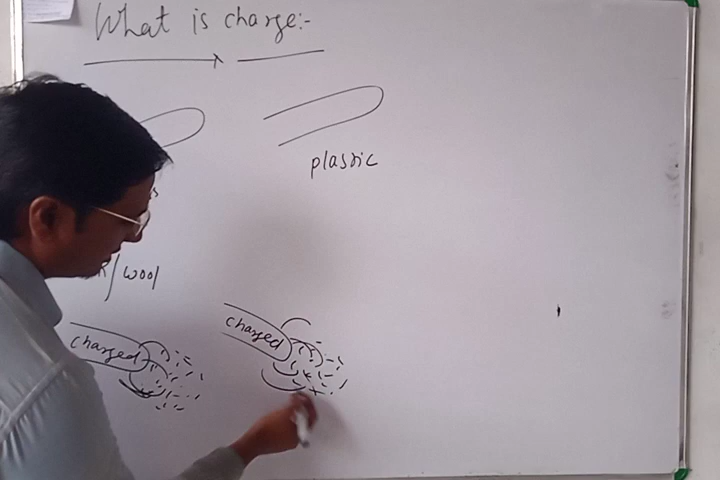 What is charge:-
plastic
/wool
charged
charged